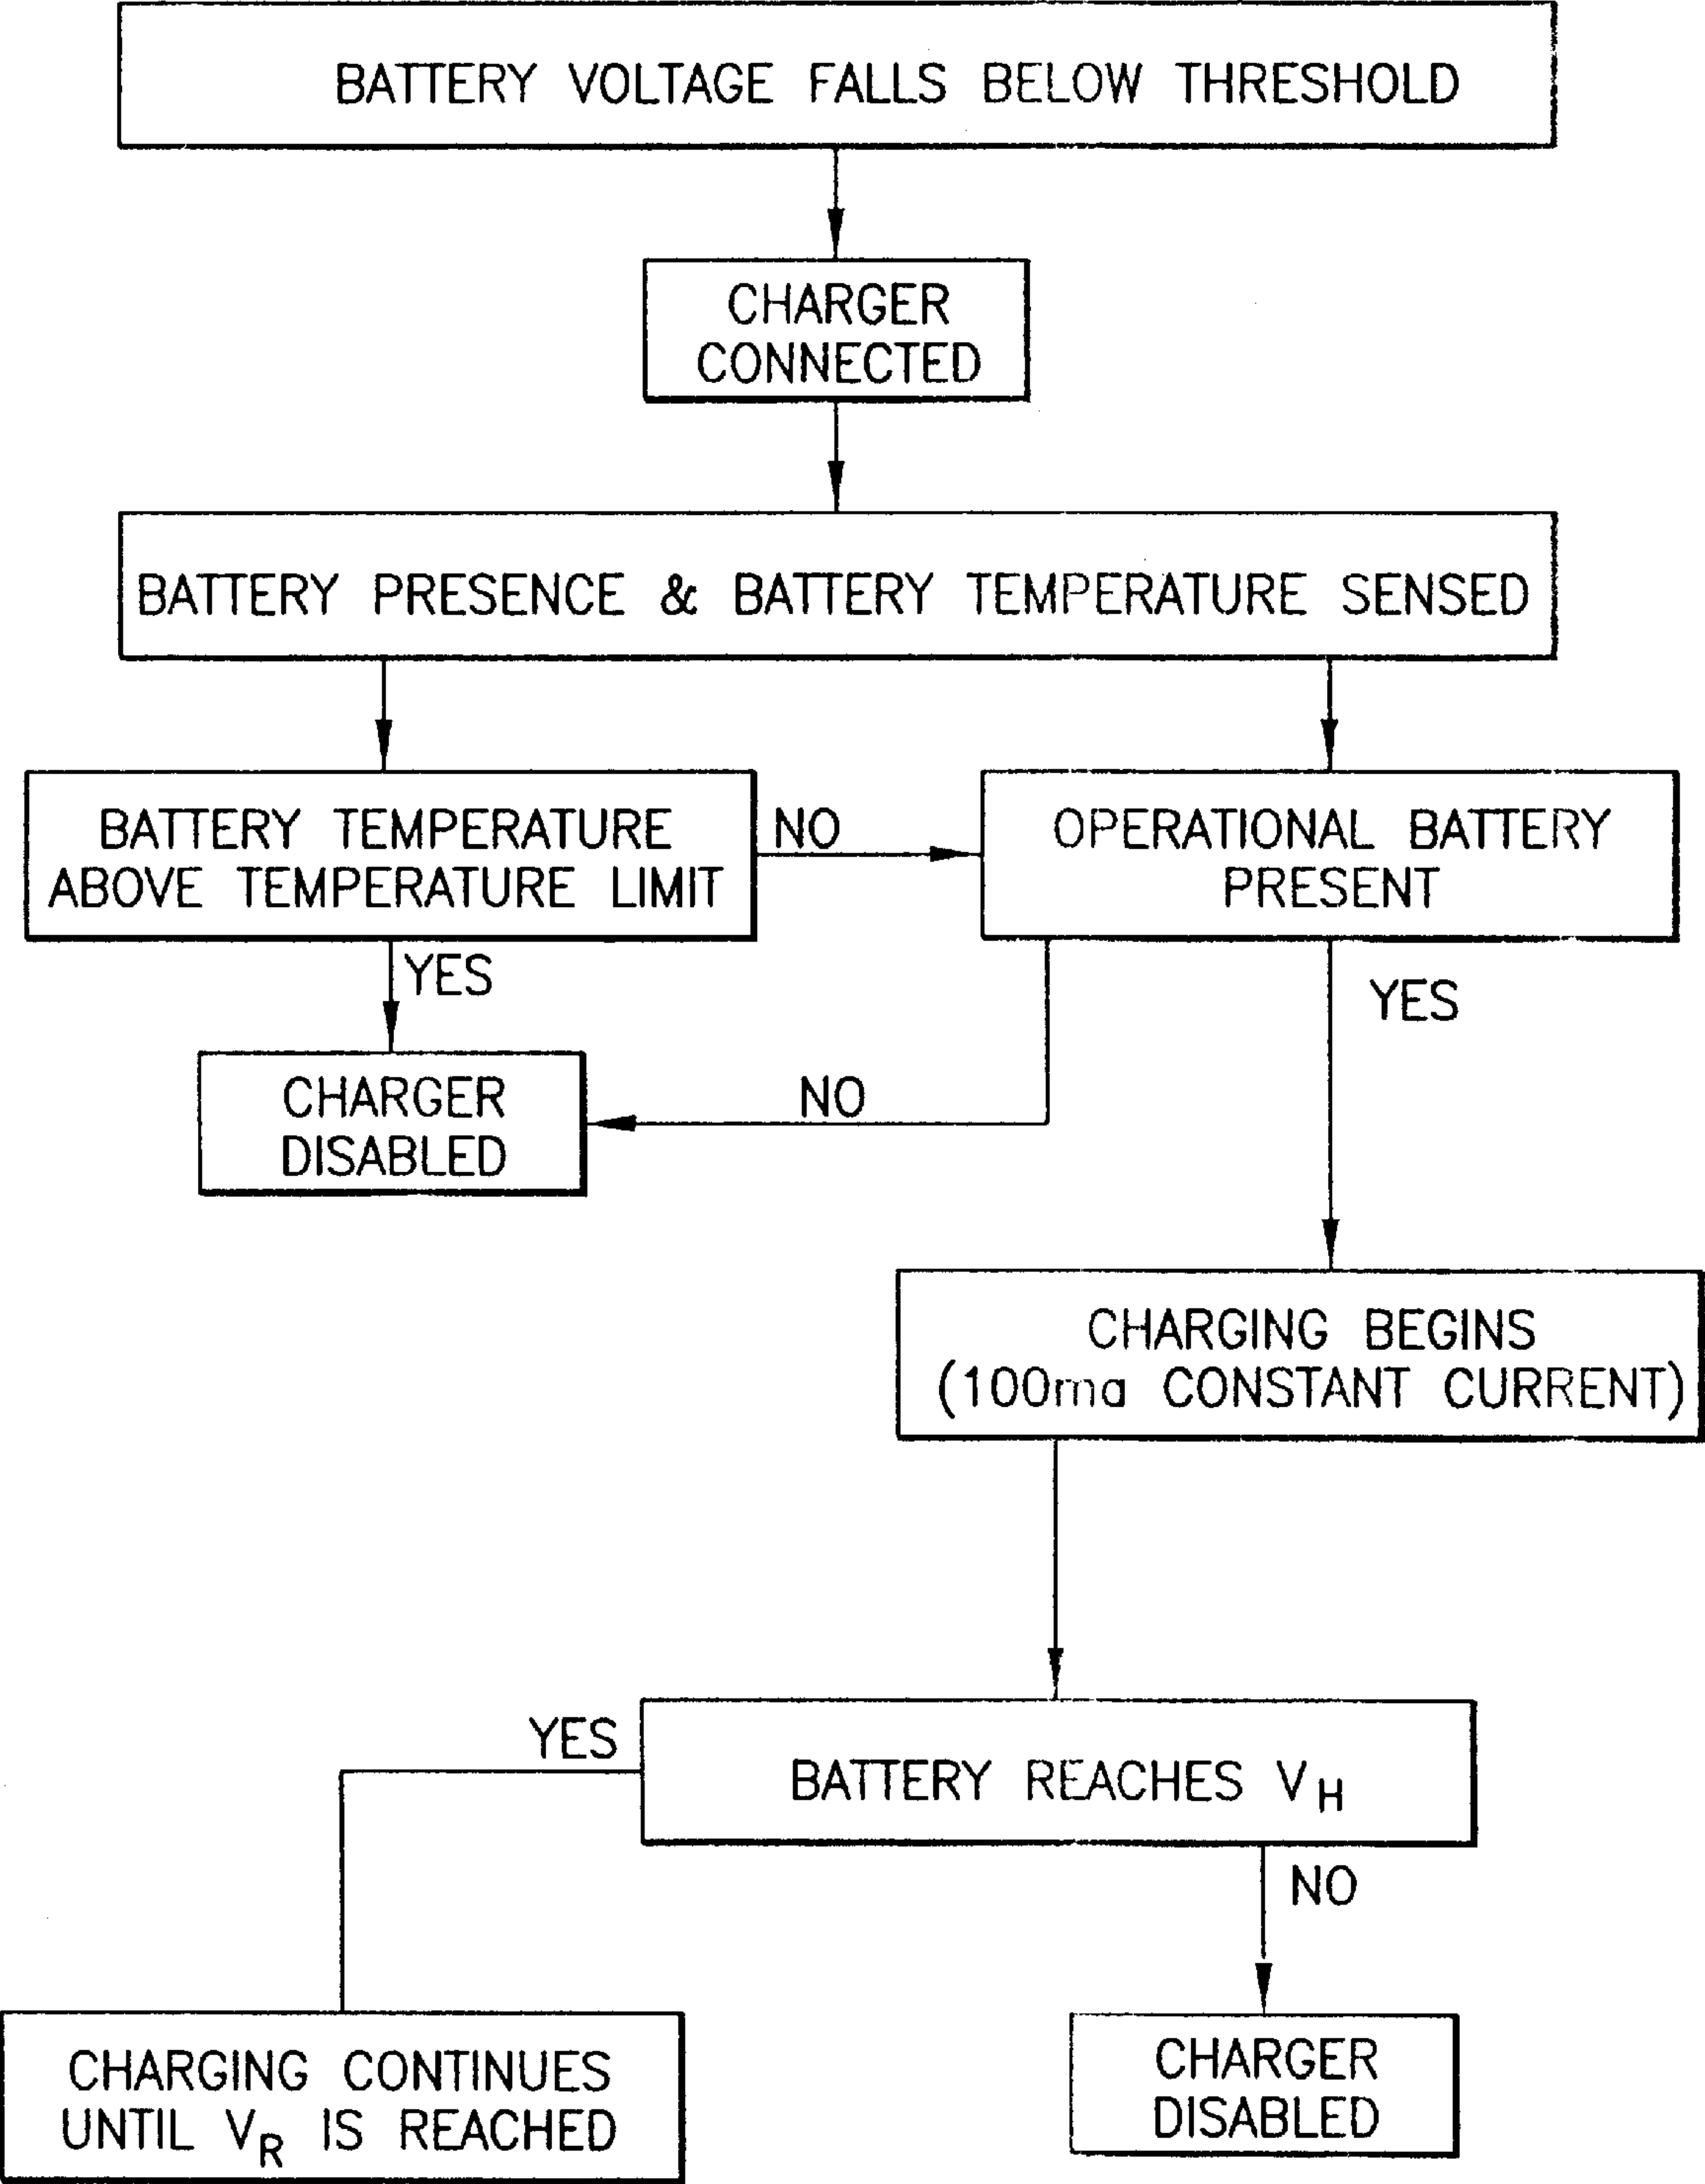 BATTERY VOLTAGE FALLS BELOW THRESHOLD
CHARGER
CONNECTED
BATTERY PRESENCE & BATTERY TEMPERATURE SENSED
BATTERY TEMPERATURE
ABOVE TEMPERATURE LIMIT
NO
OPERATIONAL BATTERY
PRESENT
YES
YES
CHARGER
DISABLED
NO
CHARGING BEGINS
(100ma CONSTANT CURRENT)
YES
BATTERY REACHES VH
NO
CHARGING CONTINUES
UNTIL VR IS REACHED
CHARGER
DISABLED